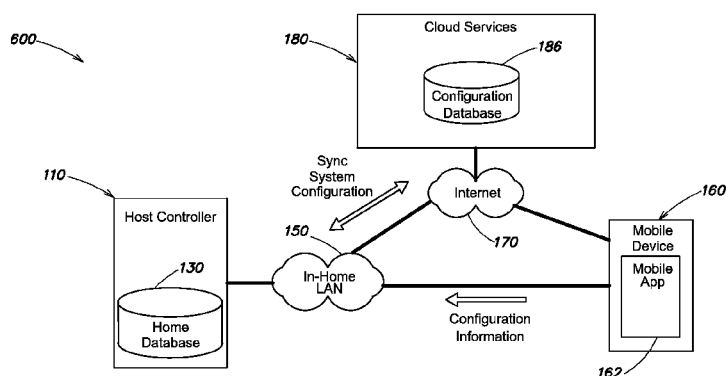 600
180
Cloud Services
186
Configuration
Database
Sync
System
Configuration
110
Host Controller
130
Home
Database
150
In-Home
LAN
Internet
170
160
Mobile
Device
Mobile
App
162
Configuration
Information